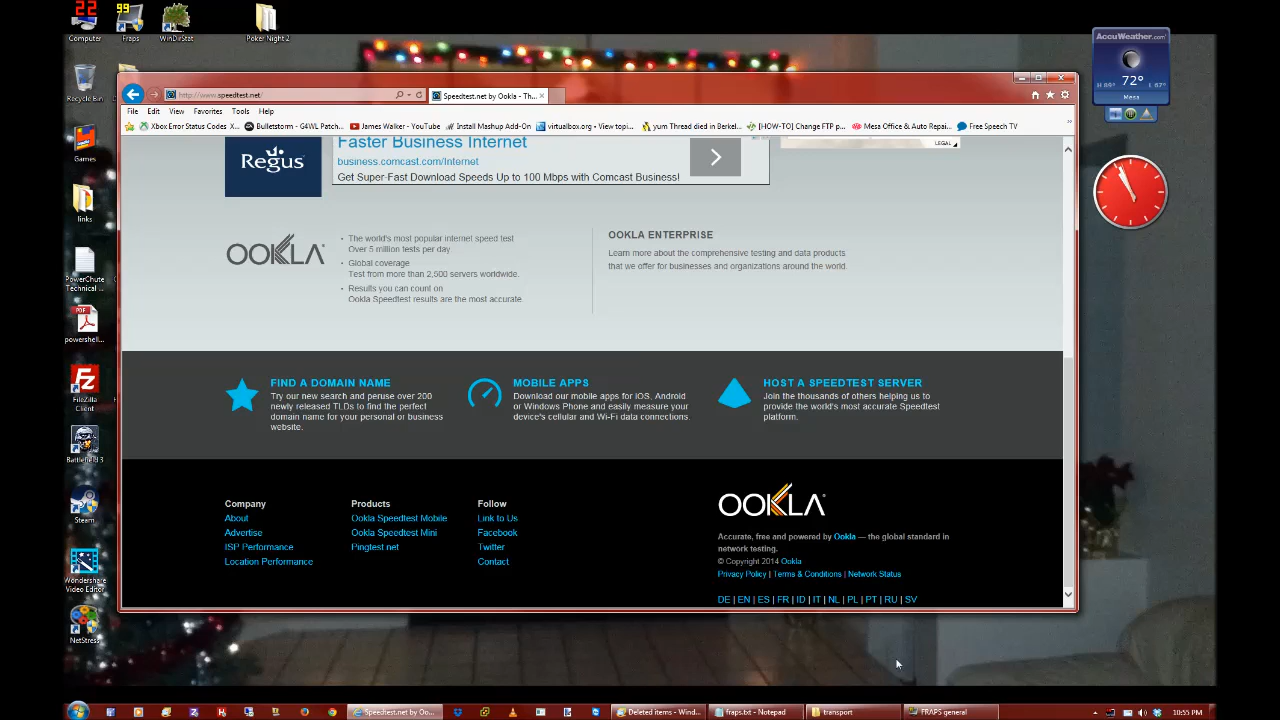 22
99
Computer
Fraps
WinDirStat
Poker Night 2
Recycle Bin
Games
links
PowerChute
Technical ...
PDF
powershell...
FileZilla
Client
Battlefield 3
Steam
Wondershare
Video Editor
NetStress
http://www.speedtest.net/
Speedtest.net by Ookla - Th...
File Edit View Favorites Tools Help
Xbox Error Status Codes X...
Bulletstorm - G4WL Patch...
James Walker - YouTube
Install Mashup Add-On
virtualbox.org • View topi...
yum Thread died in Berkel...
[HOW-TO] Change FTP p...
Mesa Office & Auto Repai...
Free Speech TV
Regus
Faster Business Internet
business.comcast.com/Internet
Get Super-Fast Download Speeds Up to 100 Mbps with Comcast Business!
LEGAL
OOKLA
• The world's most popular internet speed test
Over 5 million tests per day.
• Global coverage
Test from more than 2,500 servers worldwide.
• Results you can count on
Ookla Speedtest results are the most accurate.
OOKLA ENTERPRISE
Learn more about the comprehensive testing and data products
that we offer for businesses and organizations around the world.
FIND A DOMAIN NAME
Try our new search and peruse over 200
newly released TLDs to find the perfect
domain name for your personal or business
website.
MOBILE APPS
Download our mobile apps for iOS, Android
or Windows Phone and easily measure your
device's cellular and Wi-Fi data connections.
HOST A SPEEDTEST SERVER
Join the thousands of others helping us to
provide the world's most accurate Speedtest
platform.
Company
About
Advertise
ISP Performance
Location Performance
Products
Ookla Speedtest Mobile
Ookla Speedtest Mini
Pingtest.net
Follow
Link to Us
Facebook
Twitter
Contact
OOKLA
Accurate, free and powered by Ookla — the global standard in
network testing.
© Copyright 2014 Ookla
Privacy Policy | Terms & Conditions | Network Status
DE | EN | ES | FR | ID | IT | NL | PL | PT | RU | SV
AccuWeather.com
72°
H 89° L 67°
Mesa
Speedtest.net by Oo...
Deleted items - Wind...
fraps.txt - Notepad
transport
FRAPS general
10:55 PM